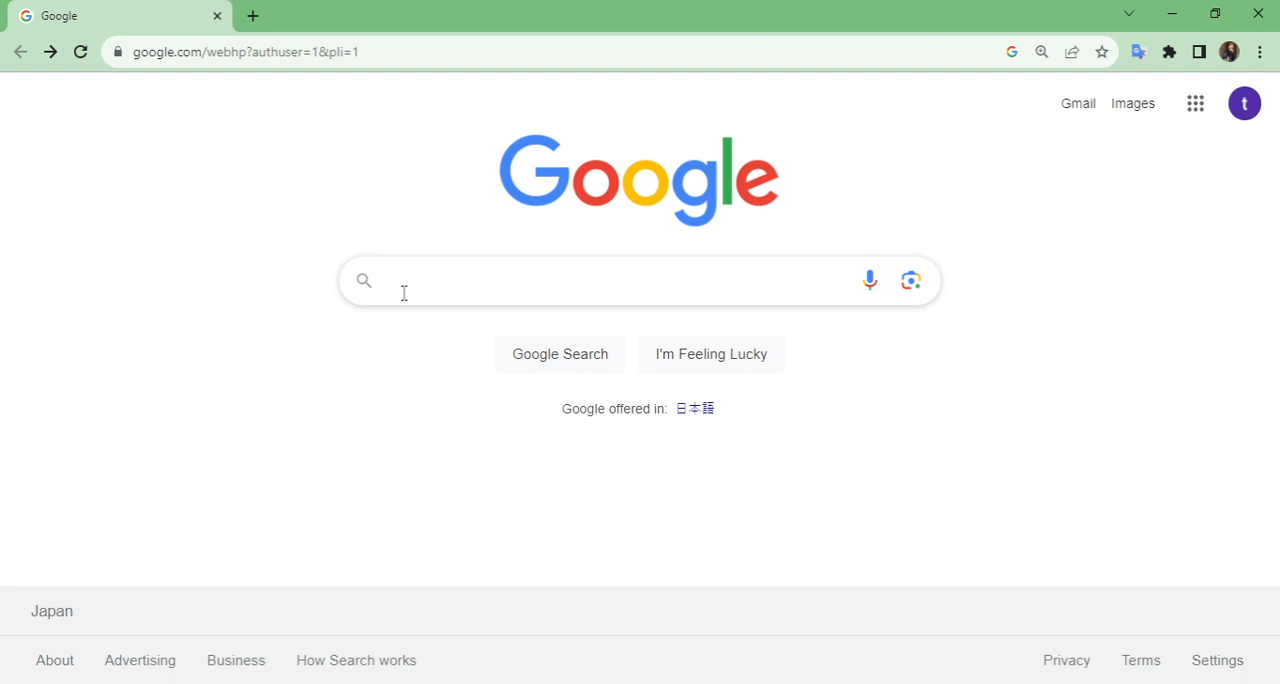 Google
google.com/webhp?authuser=1&pli=1
Gmail Images t
Google
Google Search I'm Feeling Lucky
Google offered in: 日本語
Japan
About Advertising Business How Search works Privacy Terms Settings